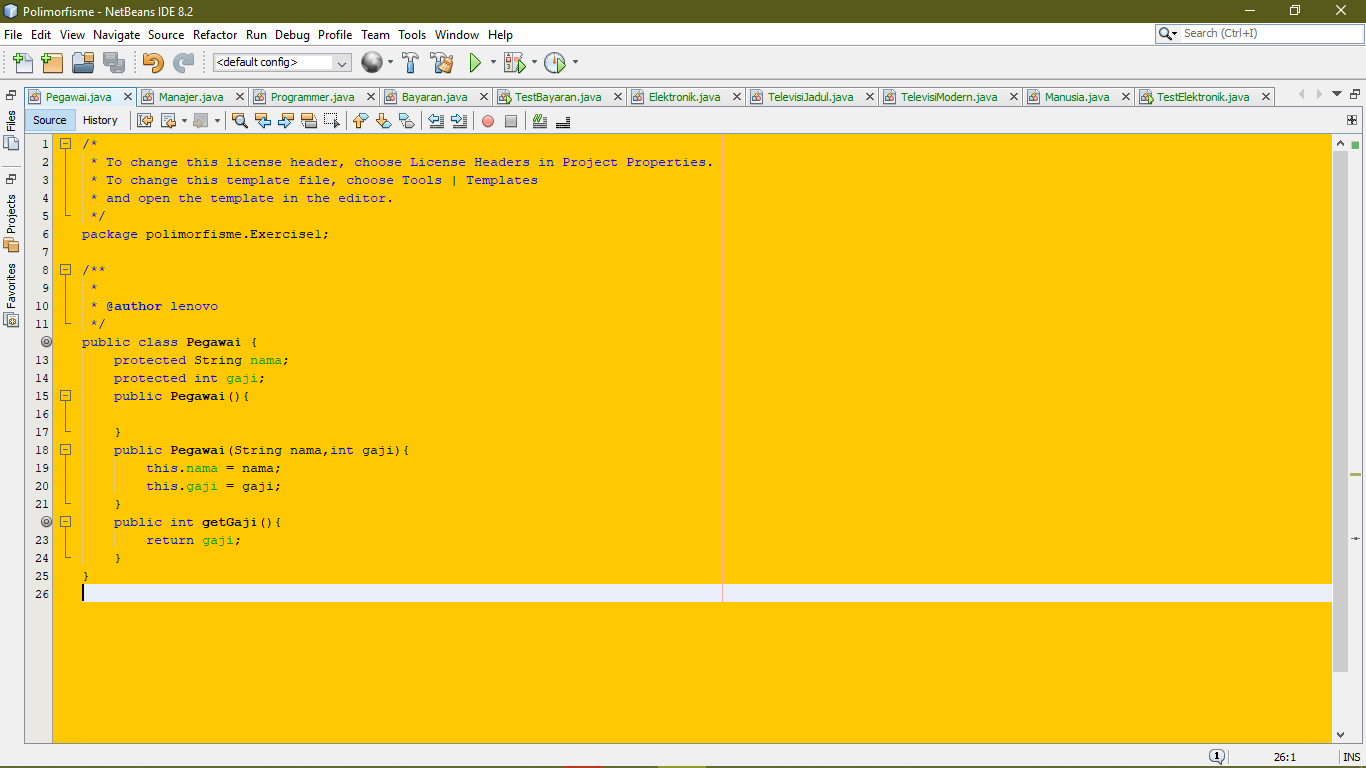 Polimorfisme - NetBeans IDE 8.2
File Edit View Navigate Source Refactor Run Debug Profile Team Tools Window Help
Search (Ctrl+I)
<default config>
Pegawai.java Manajer.java Programmer.java Bayaran.java TestBayaran.java Elektronik.java TelevisiJadul.java TelevisiModern.java Manusia.java TestElektronik.java
Source History
Files
Projects
Favorites
1 /*
2 * To change this license header, choose License Headers in Project Properties.
3 * To change this template file, choose Tools | Templates
4 * and open the template in the editor.
5 */
6 package polimorfisme.Exercise1;
7
8 /**
9 *
10 * @author lenovo
11 */
public class Pegawai {
13 protected String nama;
14 protected int gaji;
15 public Pegawai(){
16
17 }
18 public Pegawai(String nama,int gaji){
19 this.nama = nama;
20 this.gaji = gaji;
21 }
public int getGaji(){
23 return gaji;
24 }
25 }
26
1 26:1 INS